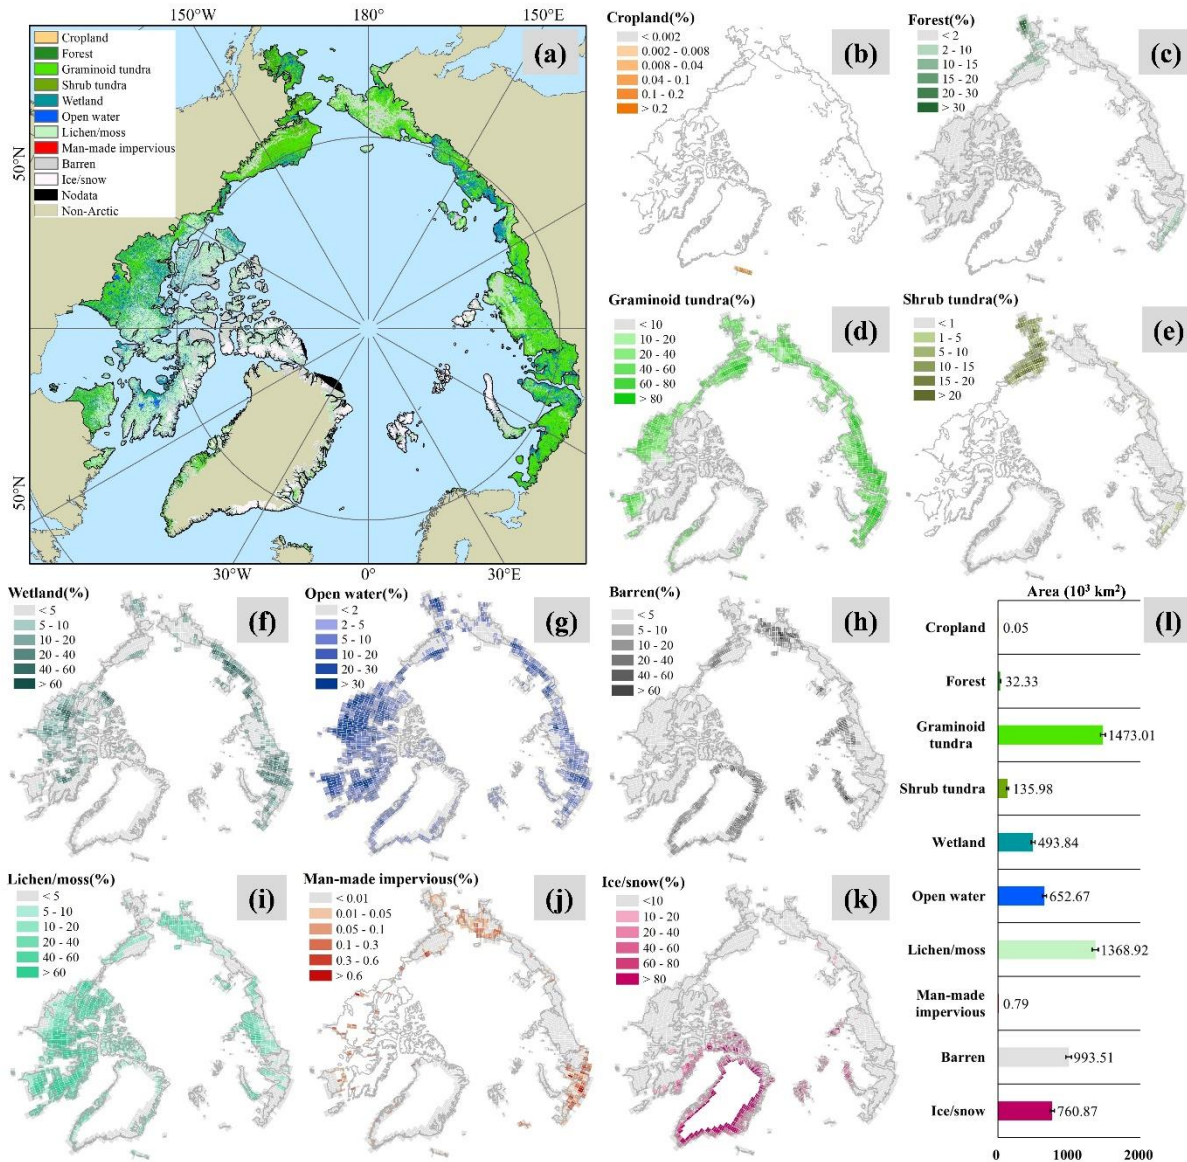 150°W
180°
150°E
Cropland
Forest
Graminoid tundra
Shrub tundra
Wetland
Open water
Lichen/moss
Man-made impervious
Barren
Ice/snow
Nodata
Non-Arctic
(a)
50°N
50°N
30°W
0°
30°E
Cropland(%)
< 0.002
0.002 - 0.008
0.008 - 0.04
0.04 - 0.1
0.1 - 0.2
> 0.2
(b)
Forest(%)
< 2
2 - 10
10 - 15
15 - 20
20 - 30
> 30
(c)
Graminoid tundra(%)
< 10
10 - 20
20 - 40
40 - 60
60 - 80
> 80
(d)
Shrub tundra(%)
< 1
1 - 5
5 - 10
10 - 15
15 - 20
> 20
(e)
Wetland(%)
< 5
5 - 10
10 - 20
20 - 40
40 - 60
> 60
(f)
Open water(%)
< 2
2 - 5
5 - 10
10 - 20
20 - 30
> 30
(g)
Barren(%)
< 5
5 - 10
10 - 20
20 - 40
40 - 60
> 60
(h)
Lichen/moss(%)
< 5
5 - 10
10 - 20
20 - 40
40 - 60
> 60
(i)
Man-made impervious(%)
< 0.01
0.01 - 0.05
0.05 - 0.1
0.1 - 0.3
0.3 - 0.6
> 0.6
(j)
Ice/snow(%)
<10
10 - 20
20 - 40
40 - 60
60 - 80
> 80
(k)
Area (10³ km²)
(l)
Cropland
0.05
Forest
32.33
Graminoid
tundra
1473.01
Shrub tundra
135.98
Wetland
493.84
Open water
652.67
Lichen/moss
1368.92
Man-made
impervious
0.79
Barren
993.51
Ice/snow
760.87
0
1000
2000